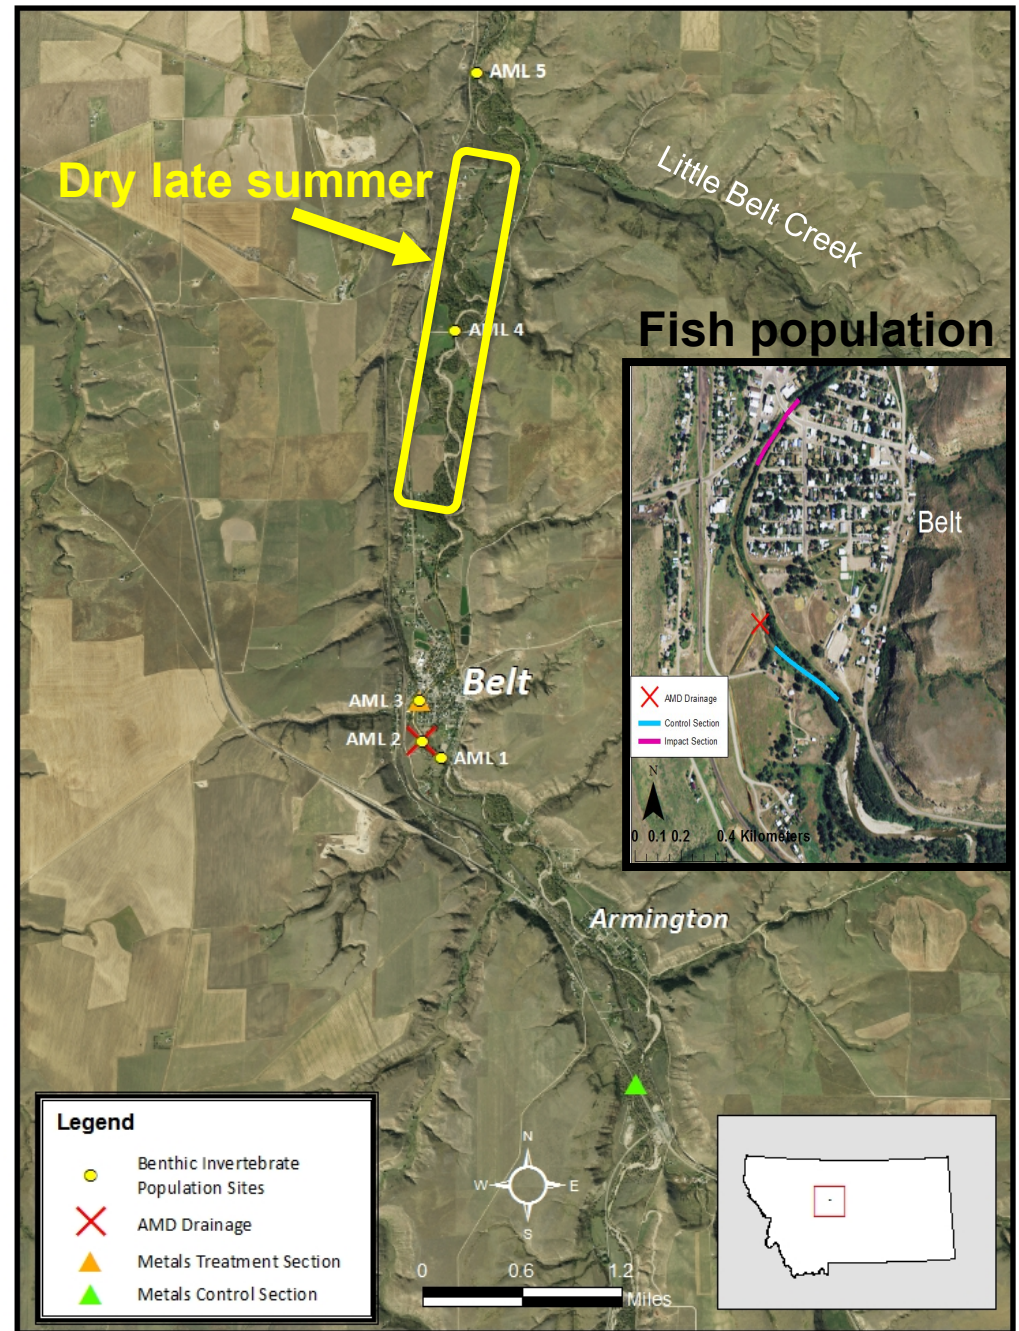 AML 5
Dry late summer
Little Belt Creek
AML 4
Fish population
Belt
AMD Drainage
Control Section
Impact Section
N
0 0.1 0.2 0.4 Kilometers
Belt
AML 3
AML 2
AML 1
Armington
Legend
Benthic Invertebrate
Population Sites
AMD Drainage
Metals Treatment Section
Metals Control Section
N
W E
S
0 0.6 1.2
Miles